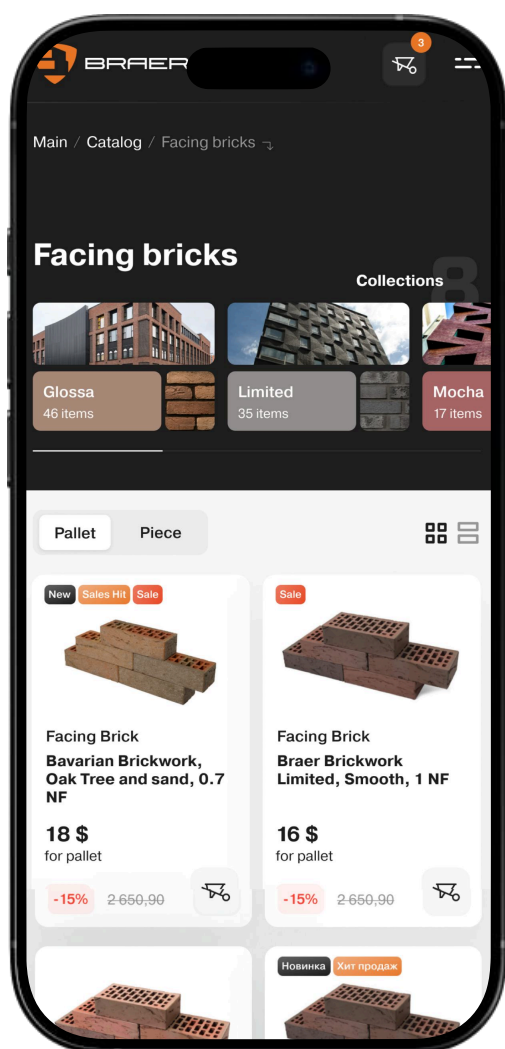 BRAER
3
Main / Catalog / Facing bricks
Facing bricks
8
Collections
Glossa
46 items
Limited
35 items
Mocha
17 items
Pallet
Piece
New Sales Hit Sale
Facing Brick
Bavarian Brickwork,
Oak Tree and sand, 0.7
NF
18 $
for pallet
-15% 2 650,90
Sale
Facing Brick
Braer Brickwork
Limited, Smooth, 1 NF
16 $
for pallet
-15% 2 650,90
Новинка Хит продаж